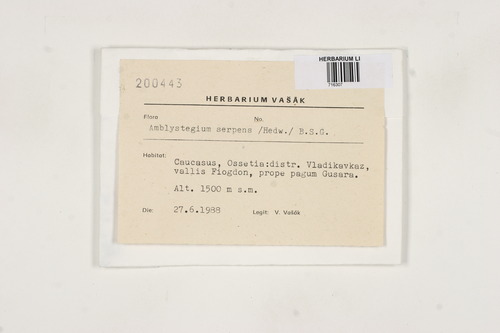 HERBARIUM LI
200443
HERBARIUM VAŠÁK
Flora No.
Amblystegium serpens /Hedw./ B.S.G.
Habitat:
Caucasus, Ossetia:distr. Vladikavkaz,
vallis Fiogdon, prope pagum Gusara.
Alt. 1500 m s.m.
Die: 27.6.1988 Legit: V. Vašák